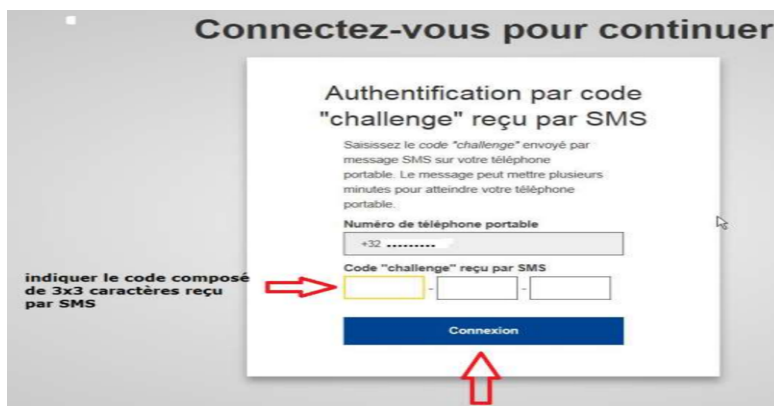 Connectez-vous pour continuer
Authentification par code
"challenge" reçu par SMS
Saisissez le code "challenge" envoyé par
message SMS sur votre téléphone
portable. Le message peut mettre plusieurs
minutes pour atteindre votre téléphone
portable.
Numéro de téléphone portable
+32 •••••••••
Code "challenge" reçu par SMS
- -
indiquer le code composé
de 3x3 caractères reçu
par SMS
Connexion